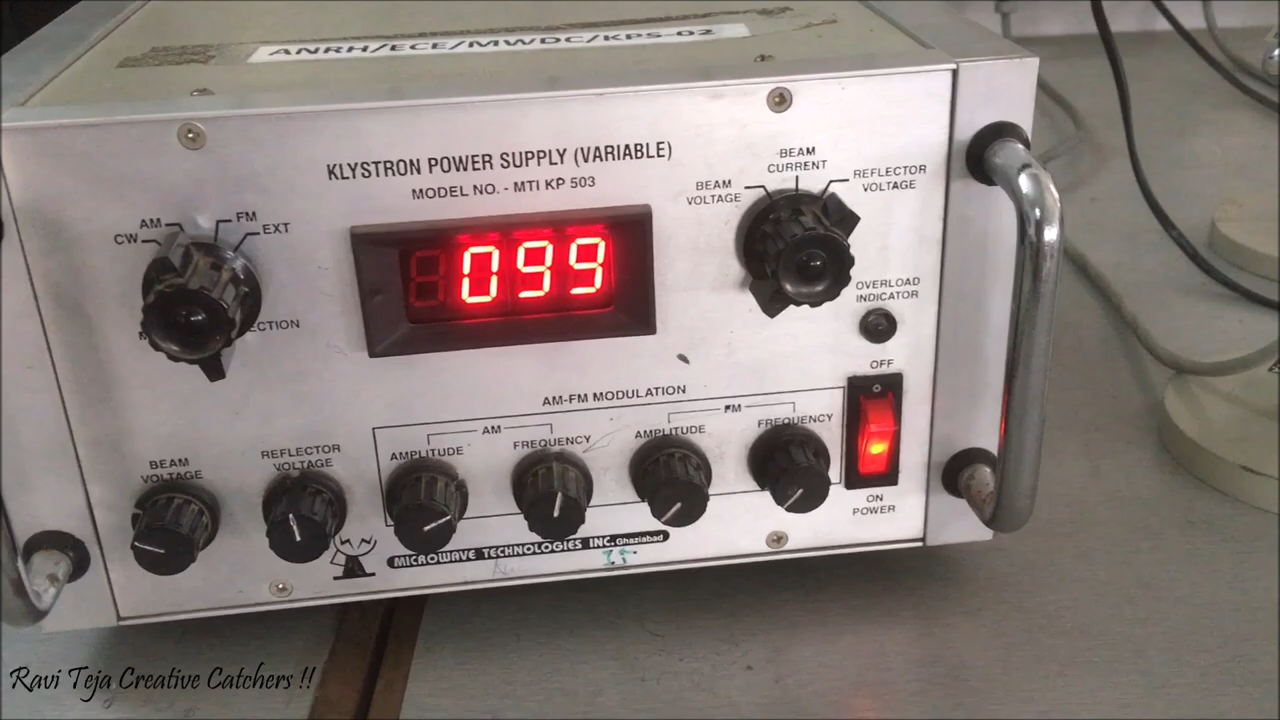 ANRH/ECE/MWDC/KPS-02
KLYSTRON POWER SUPPLY (VARIABLE)
MODEL NO. - MTI KP 503
CW AM FM EXT
ECTION
099
BEAM VOLTAGE
BEAM CURRENT
REFLECTOR VOLTAGE
OVERLOAD
INDICATOR
OFF
ON
POWER
AM-FM MODULATION
AM
FM
BEAM
VOLTAGE
REFLECTOR
VOLTAGE
AMPLITUDE
FREQUENCY
AMPLITUDE
FREQUENCY
MICROWAVE TECHNOLOGIES INC. Ghaziabad
Ravi Teja Creative Catchers !!